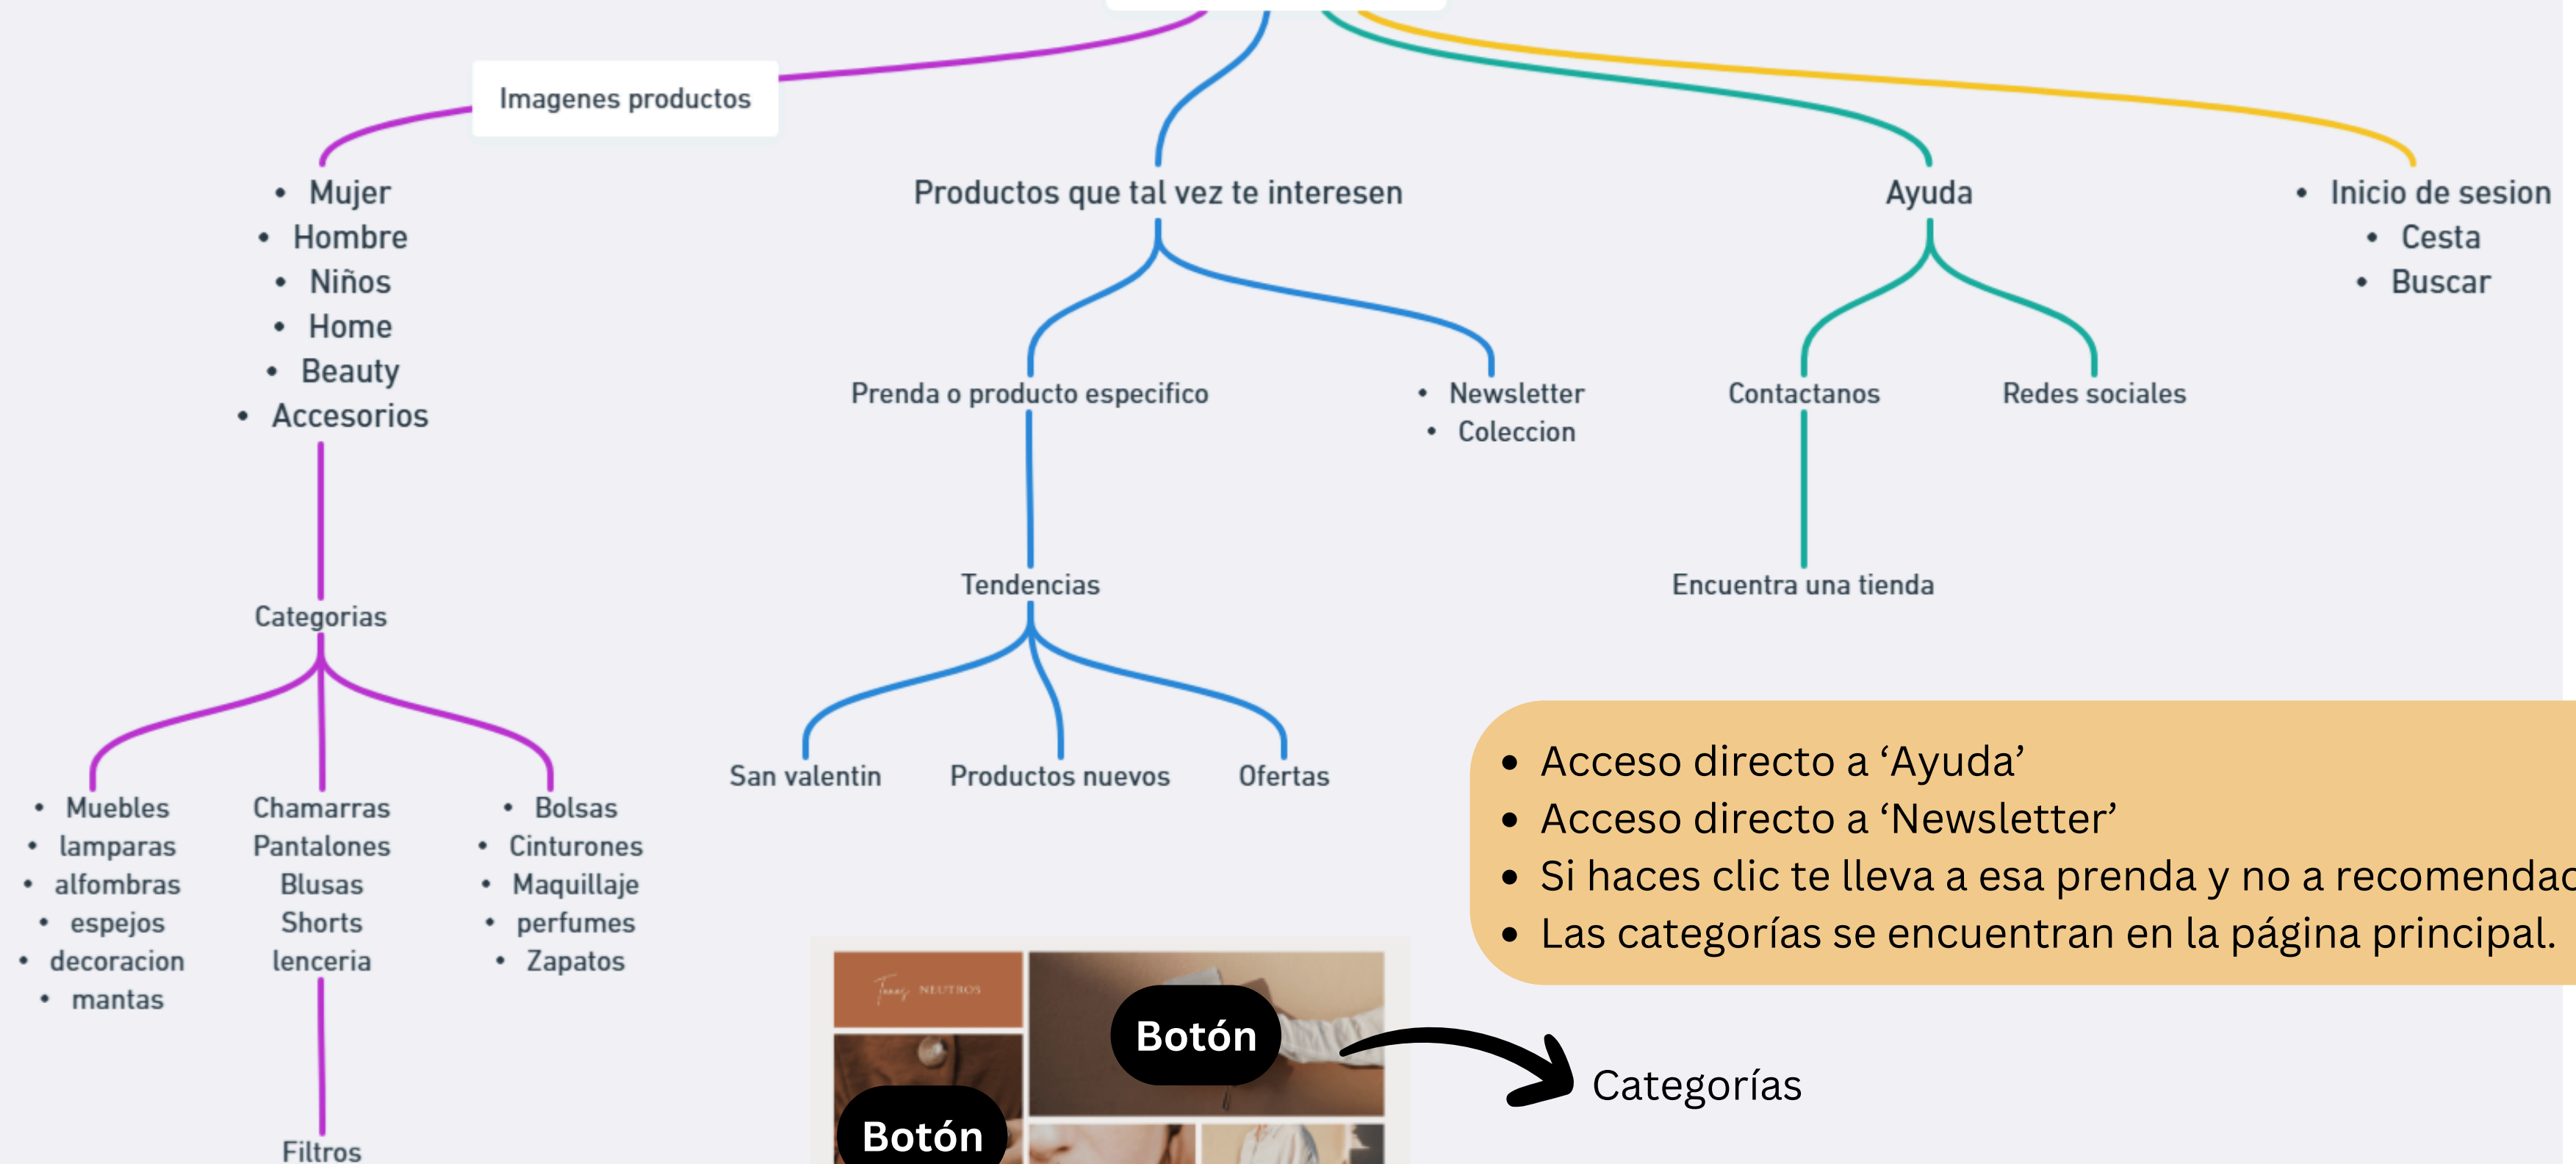 Imagenes productos
• Mujer
• Hombre
• Niños
• Home
• Beauty
• Accesorios
Categorias
• Muebles
• lamparas
• alfombras
• espejos
• decoracion
• mantas
Chamarras
Pantalones
Blusas
Shorts
lenceria
Filtros
• Bolsas
• Cinturones
• Maquillaje
• perfumes
• Zapatos
Productos que tal vez te interesen
Prenda o producto especifico
• Newsletter
• Coleccion
Tendencias
San valentin
Productos nuevos
Ofertas
Ayuda
Contactanos
Redes sociales
Encuentra una tienda
• Inicio de sesion
• Cesta
• Buscar
• Acceso directo a ‘Ayuda’
• Acceso directo a ‘Newsletter’
• Si haces clic te lleva a esa prenda y no a recomendac
• Las categorías se encuentran en la página principal.
Tonos NEUTROS
Botón
Botón
Categorías